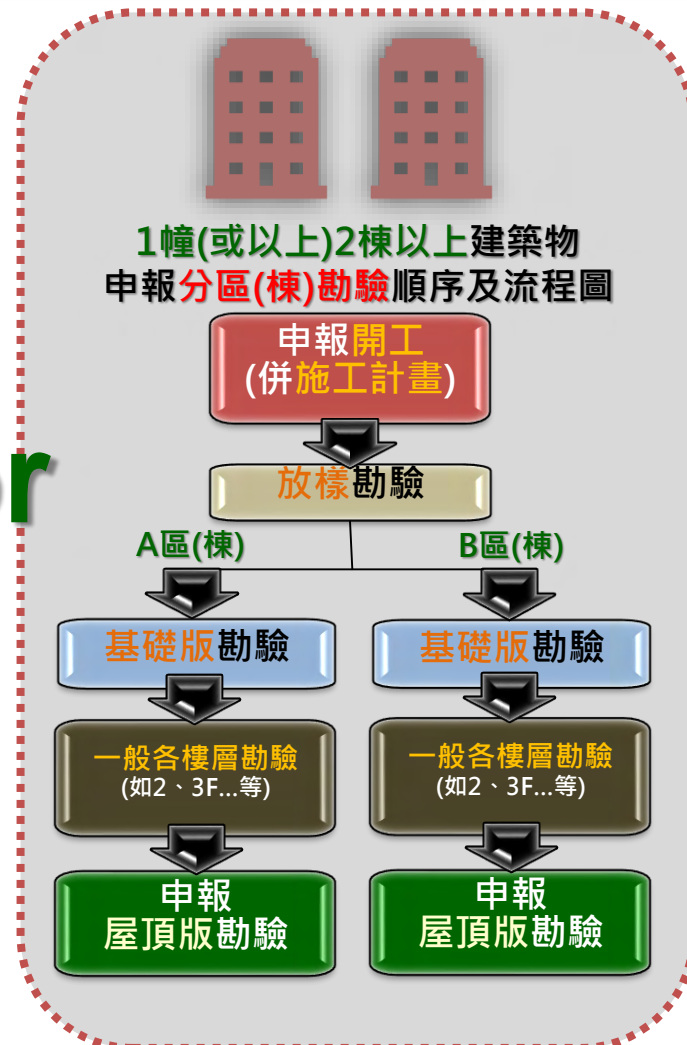 1幢(或以上)2棟以上建築物
申報分區(棟)勘驗順序及流程圖
申報開工
(併施工計畫)
放樣勘驗
A區(棟)
B區(棟)
基礎版勘驗
基礎版勘驗
一般各樓層勘驗
(如2、3F…等)
一般各樓層勘驗
(如2、3F…等)
申報
屋頂版勘驗
申報
屋頂版勘驗